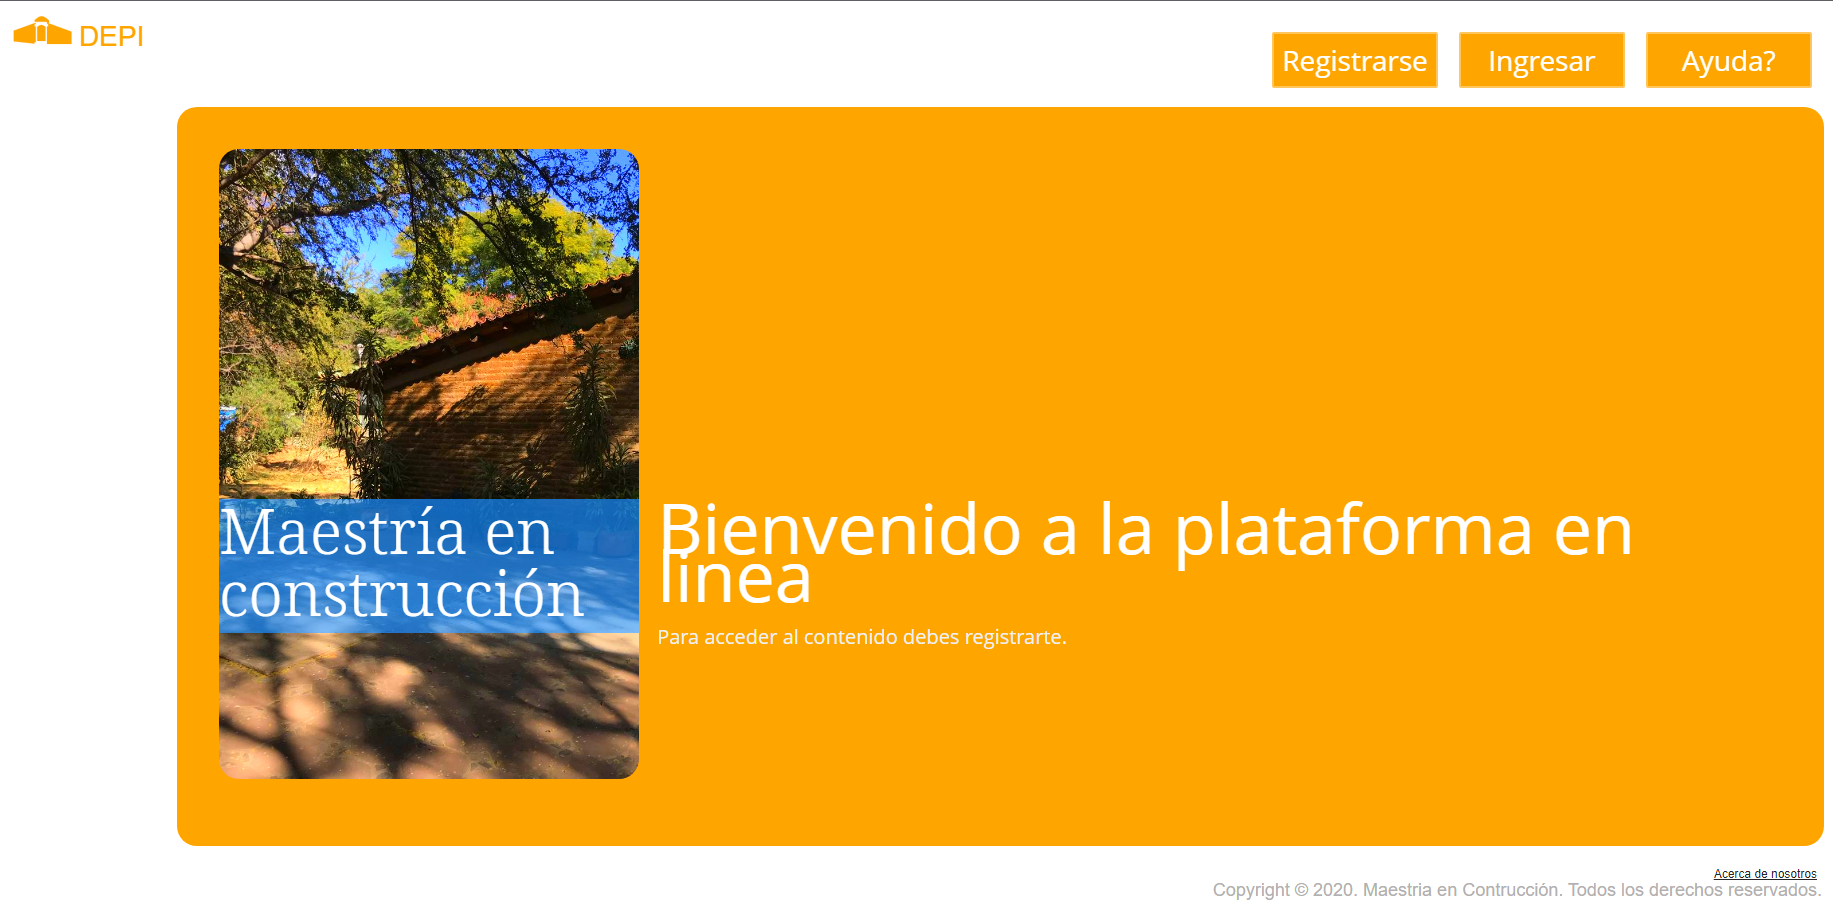 DEPI
Registrarse
Ingresar
Ayuda?
Maestría en
construcción
Bienvenido a la plataforma en
linea
Para acceder al contenido debes registrarte.
Acerca de nosotros
Copyright © 2020. Maestria en Contrucción. Todos los derechos reservados.